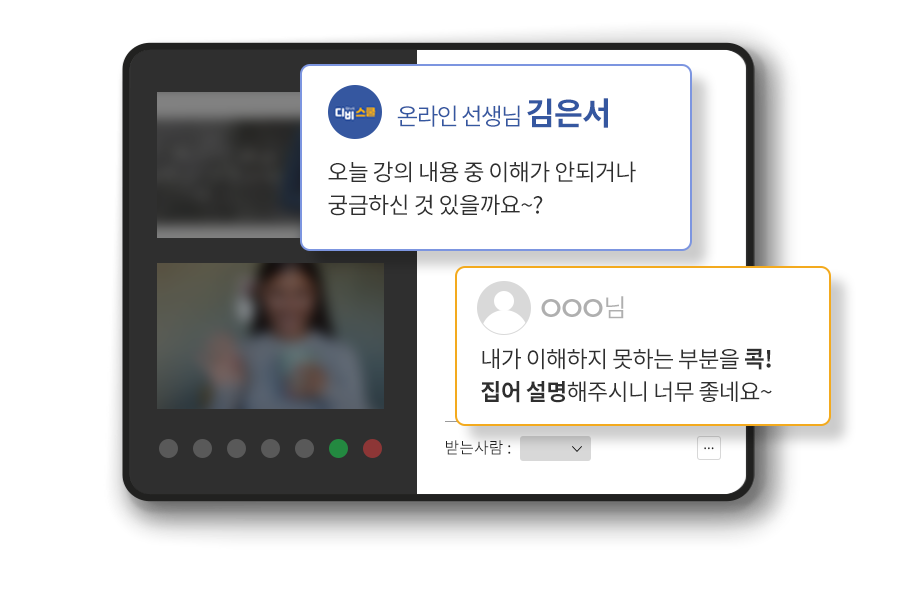 디비스쿨
온라인 선생님 김은서
오늘 강의 내용 중 이해가 안되거나
궁금하신 것 있을까요~?
OOO님
내가 이해하지 못하는 부분을 콕!
집어 설명해주시니 너무 좋네요~
받는사람 :
...